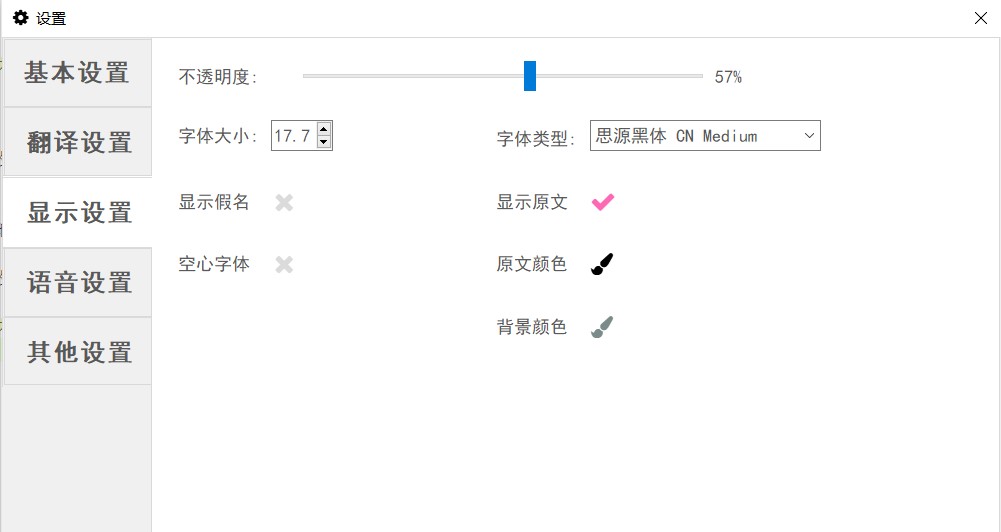 设置
基本设置
翻译设置
显示设置
语音设置
其他设置
不透明度:
57%
字体大小:
17.7
字体类型:
思源黑体 CN Medium
显示假名
显示原文
空心字体
原文颜色
背景颜色